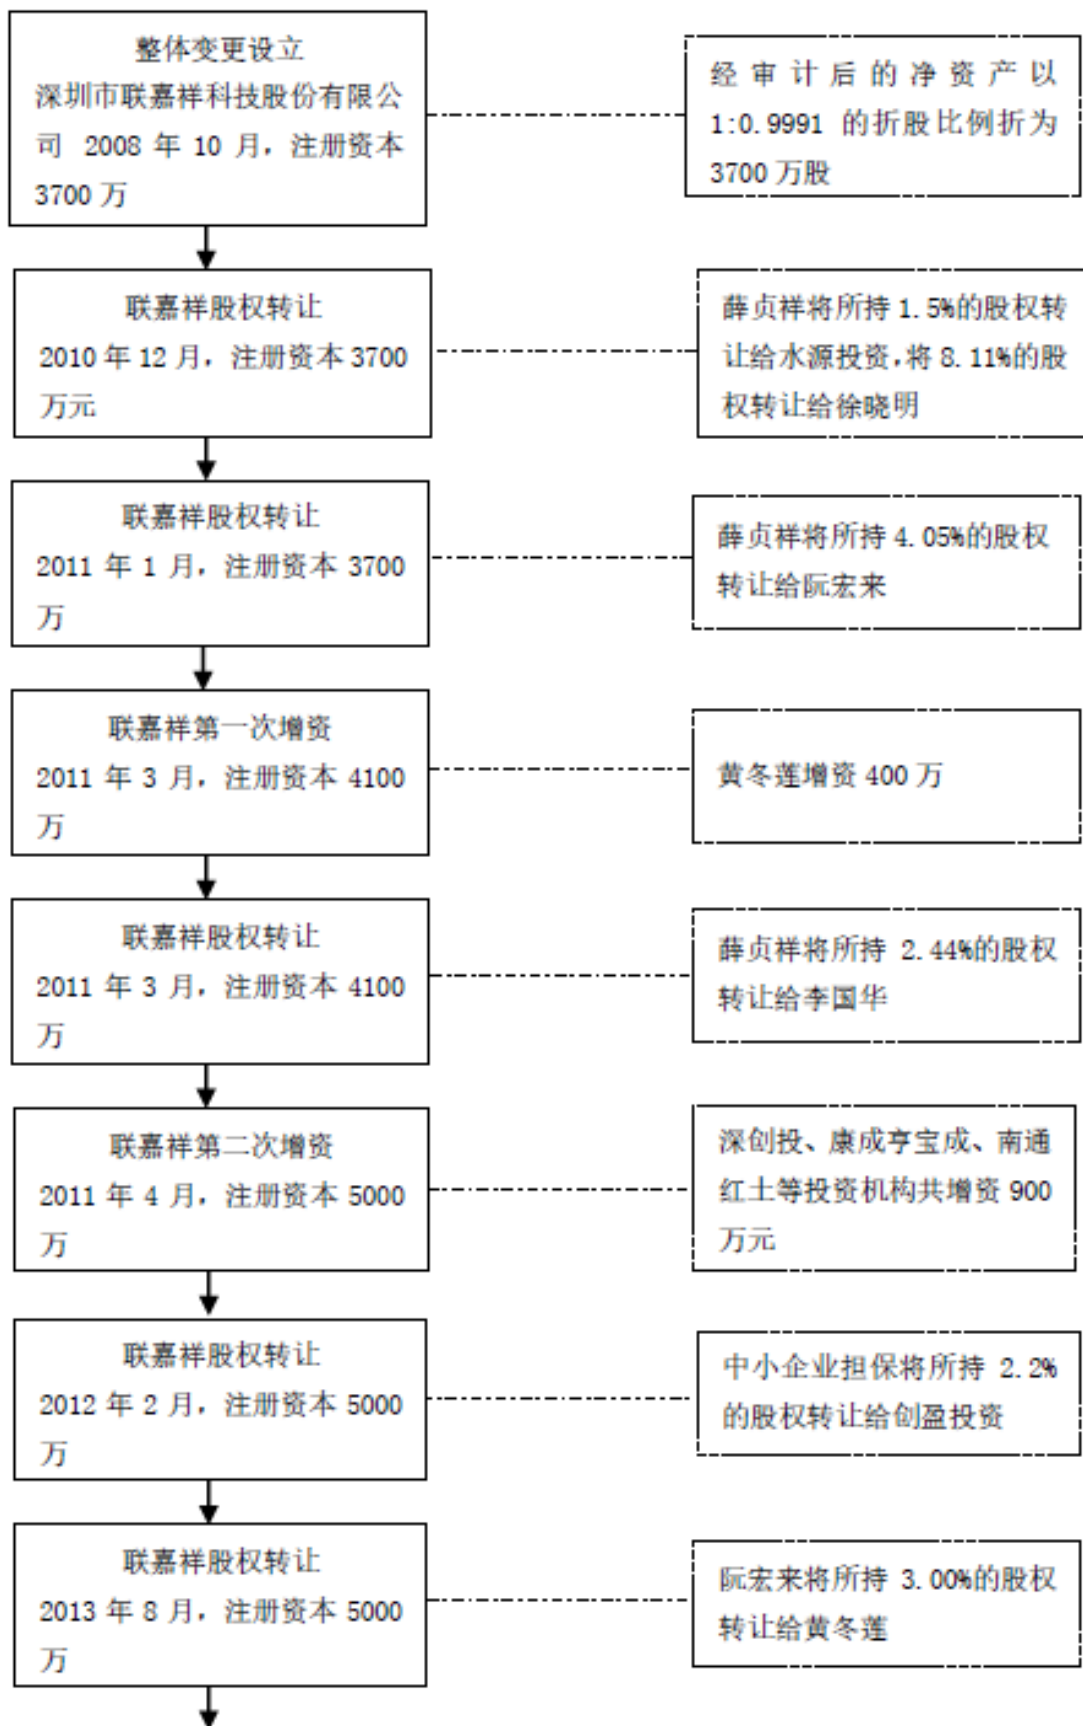 整体变更设立
深圳市联嘉祥科技股份有限公
司 2008 年 10 月，注册资本
3700 万
经审计后的净资产以
1:0.9991 的折股比例折为
3700 万股
联嘉祥股权转让
2010 年 12 月，注册资本 3700
万元
薛贞祥将所持 1.5%的股权转
让给水源投资，将 8.11%的股
权转让给徐晓明
联嘉祥股权转让
2011 年 1 月，注册资本 3700
万
薛贞祥将所持 4.05%的股权
转让给阮宏来
联嘉祥第一次增资
2011 年 3 月，注册资本 4100
万
黄冬莲增资 400 万
联嘉祥股权转让
2011 年 3 月，注册资本 4100
万
薛贞祥将所持 2.44%的股权
转让给李国华
联嘉祥第二次增资
2011 年 4 月，注册资本 5000
万
深创投、康成亨宝成、南通
红土等投资机构共增资 900
万元
联嘉祥股权转让
2012 年 2 月，注册资本 5000
万
中小企业担保将所持 2.2%
的股权转让给创盈投资
联嘉祥股权转让
2013 年 8 月，注册资本 5000
万
阮宏来将所持 3.00%的股权
转让给黄冬莲